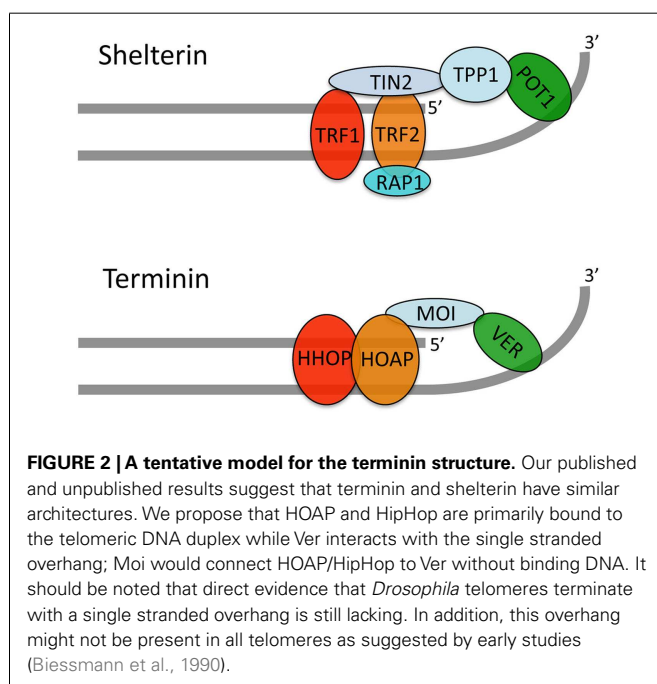 Shelterin
3’
TIN2
TPP1
POT1
5’
TRF1
TRF2
RAP1
Terminin
3’
MOI
5’
VER
HHOP
HOAP
FIGURE 2 | A tentative model for the terminin structure. Our published
and unpublished results suggest that terminin and shelterin have similar
architectures. We propose that HOAP and HipHop are primarily bound to
the telomeric DNA duplex while Ver interacts with the single stranded
overhang; Moi would connect HOAP/HipHop to Ver without binding DNA. It
should be noted that direct evidence that Drosophila telomeres terminate
with a single stranded overhang is still lacking. In addition, this overhang
might not be present in all telomeres as suggested by early studies
(Biessmann et al., 1990).